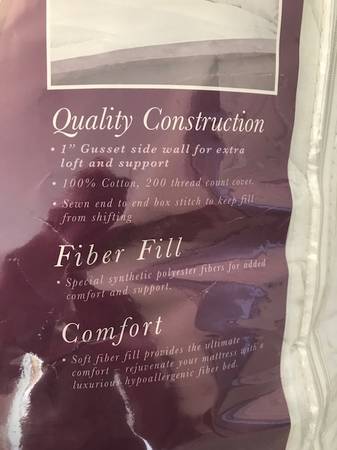 Quality Construction
• 1" Gusset side wall for extra
loft and support
• 100% Cotton, 200 thread count cover.
• Sewn end to end box stitch to keep fill
from shifting
Fiber Fill
• Special synthetic polyester fibers for added
comfort and support.
Comfort
• Soft fiber fill provides the ultimate
comfort - rejuvenate your mattress with a
luxurious hypoallergenic fiber bed.